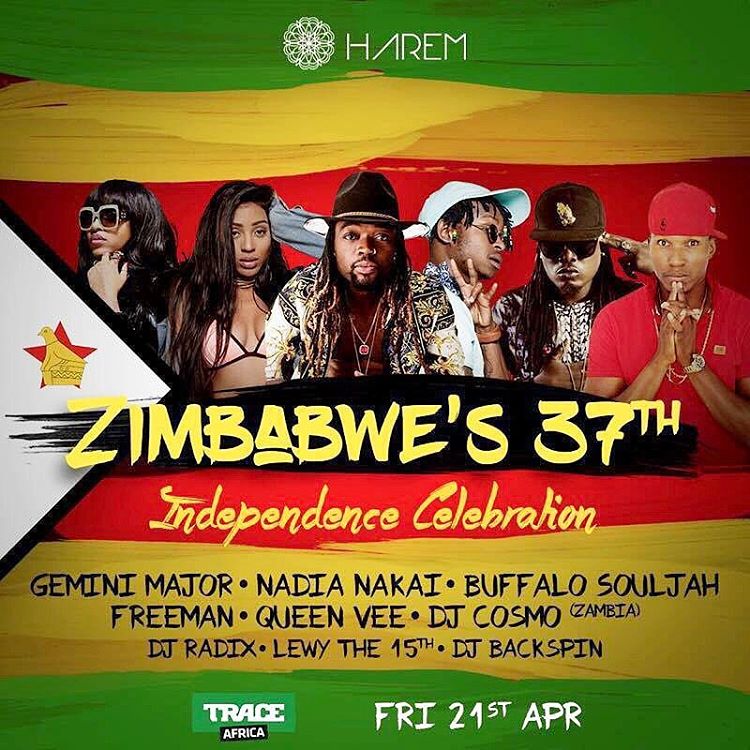 HAREM
ZIMBABWE'S 37TH
Independence Celebration
GEMINI MAJOR • NADIA NAKAI • BUFFALO SOULJAH
FREEMAN • QUEEN VEE • DJ COSMO (ZAMBIA)
DJ RADIX • LEWY THE 15TH • DJ BACKSPIN
TRACE
AFRICA
FRI 21ST APR